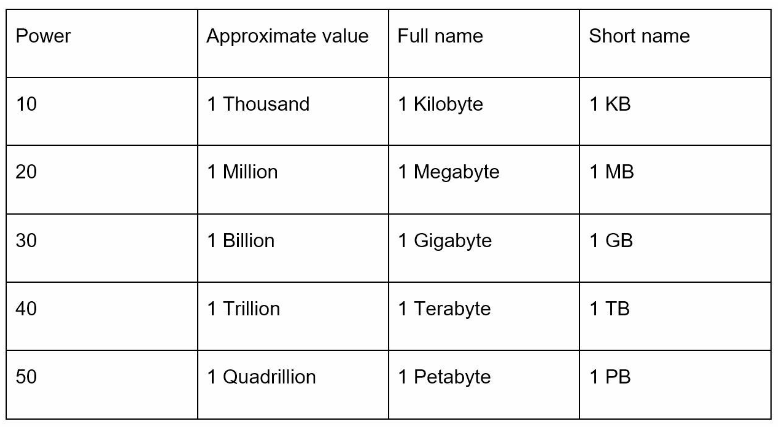 Power Approximate value Full name Short name
10 1 Thousand 1 Kilobyte 1 KB
20 1 Million 1 Megabyte 1 MB
30 1 Billion 1 Gigabyte 1 GB
40 1 Trillion 1 Terabyte 1 TB
50 1 Quadrillion 1 Petabyte 1 PB